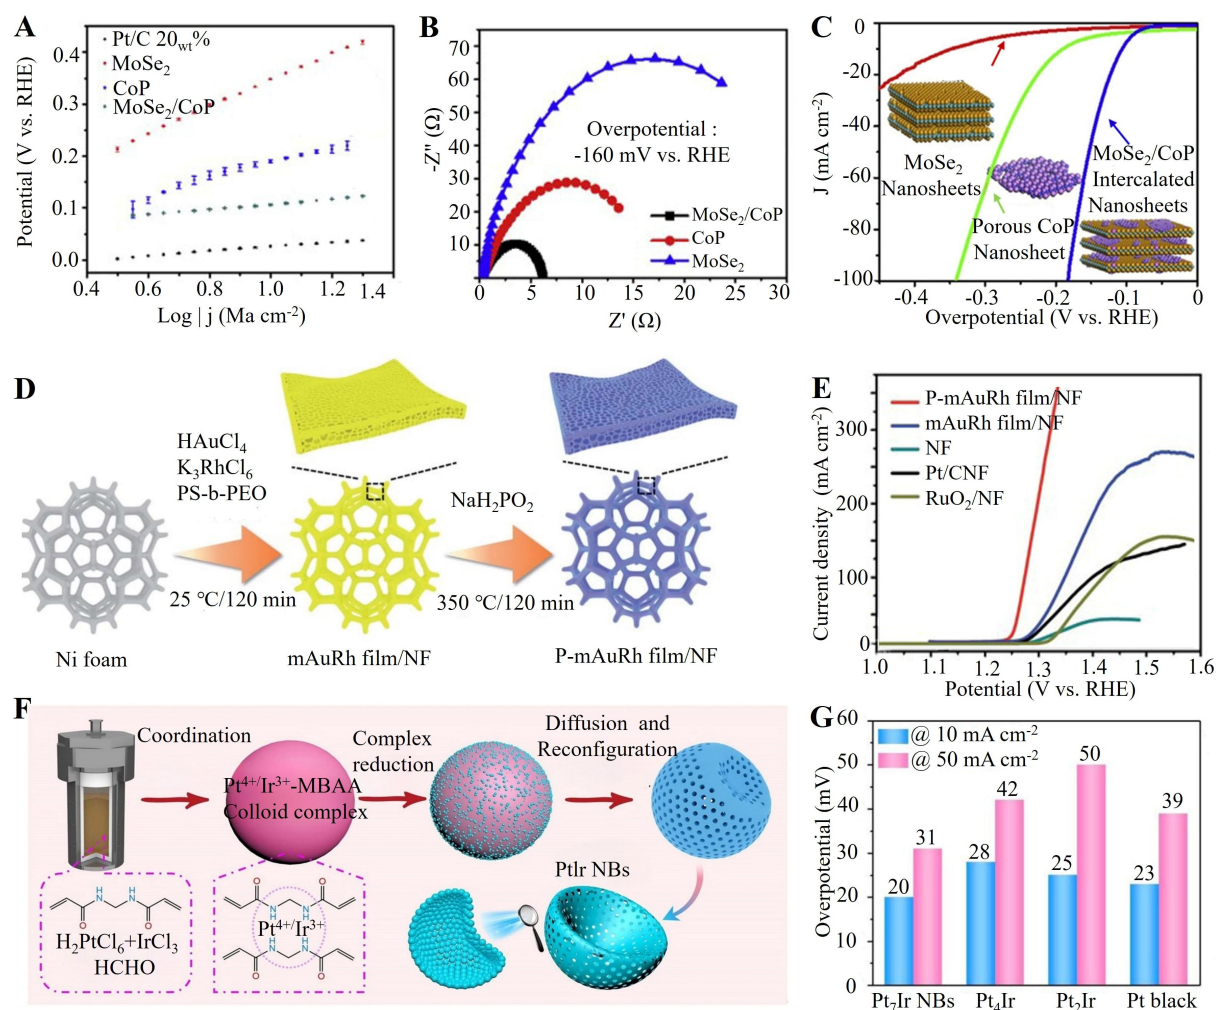 A
Pt/C 20wt%
MoSe2
CoP
MoSe2/CoP
Potential (V vs. RHE)
0.4
0.3
0.2
0.1
0.0
0.4 0.6 0.8 1.0 1.2 1.4
Log | j (Ma cm-2)
B
-Z'' (Ω)
75
60
50
40
30
20
10
Overpotential :
-160 mV vs. RHE
MoSe2/CoP
CoP
MoSe2
0 5 10 15 20 25 30
Z' (Ω)
C
J (mA cm-2)
0
-20
-40
-60
-80
-100
MoSe2
Nanosheets
Porous CoP
Nanosheet
MoSe2/CoP
Intercalated
Nanosheets
-0.4 -0.3 -0.2 -0.1 0
Overpotential (V vs. RHE)
D
HAuCl4
K3RhCl6
PS-b-PEO
25 ℃/120 min
NaH2PO2
350 ℃/120 min
Ni foam
mAuRh film/NF
P-mAuRh film/NF
E
Current density (mA cm-2)
300
200
100
0
P-mAuRh film/NF
mAuRh film/NF
NF
Pt/CNF
RuO2/NF
1.0 1.1 1.2 1.3 1.4 1.5 1.6
Potential (V vs. RHE)
F
Coordination
Complex
reduction
Diffusion and
Reconfiguration
Pt4+/Ir3+-MBAA
Colloid complex
H N H N
O O
H2PtCl6+IrCl3
HCHO
O O
H N N H
Pt4+/Ir3+
H N N H
O O
PtIr NBs
G
Overpotential (mV)
60
50
40
30
20
10
0
@ 10 mA cm-2
@ 50 mA cm-2
20
31
28
42
25
50
23
39
Pt7Ir NBs Pt4Ir Pt2Ir Pt black